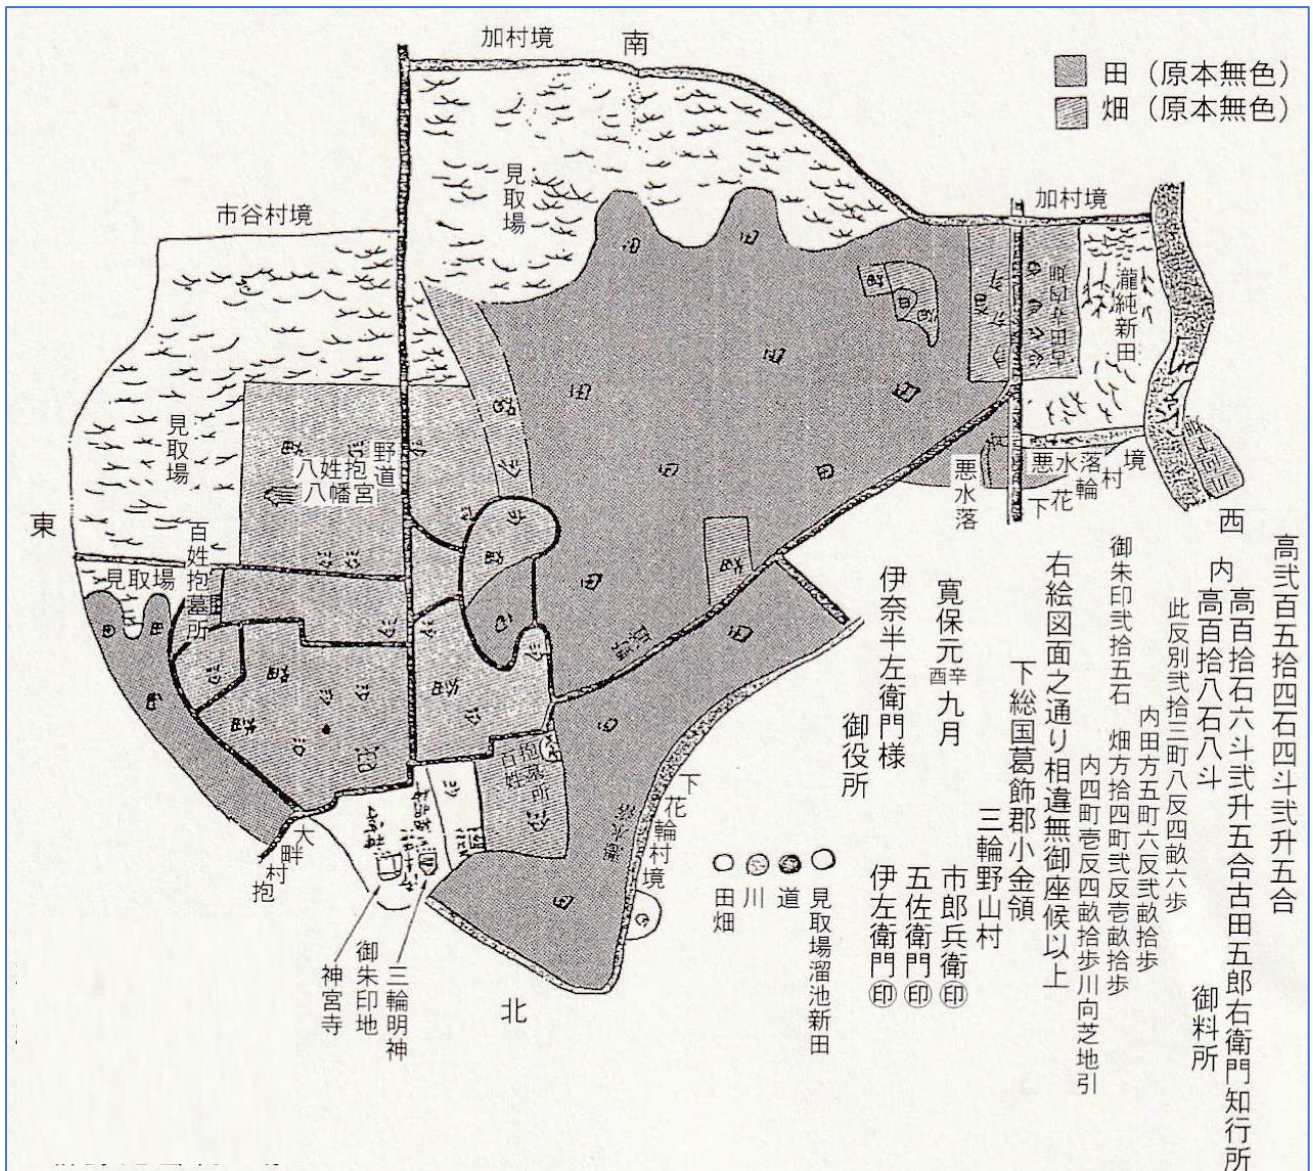 加村境
南
田（原本無色）
畑（原本無色）
見取場
市谷村境
加村境
瀧純新田
見取場
野道
八姓抱
八幡宮
東
百姓抱墓所
見取場
悪水落
悪水落
下花輪村境
西
百姓抱墓所
下花輪村境
大畔村抱
神宮寺
御朱印地
三輪明神
北
見取場溜池新田
道
川
田畑
高弐百五拾四石四斗弐升五合
内
高百拾石六斗弐升五合古田五郎右衛門知行所
高百拾八石八斗
御料所
此反別弐拾三町八反四畝六歩
内田方五町六反弐畝拾歩
畑方拾四町弐反壱畝拾歩
内四町壱反四畝拾歩川向芝地引
御朱印弐拾五石
右絵図面之通り相違無御座候以上
下総国葛飾郡小金領
三輪野山村
市郎兵衛㊞
五佐衛門㊞
伊左衛門㊞
寛保元辛酉九月
伊奈半左衛門様
御役所